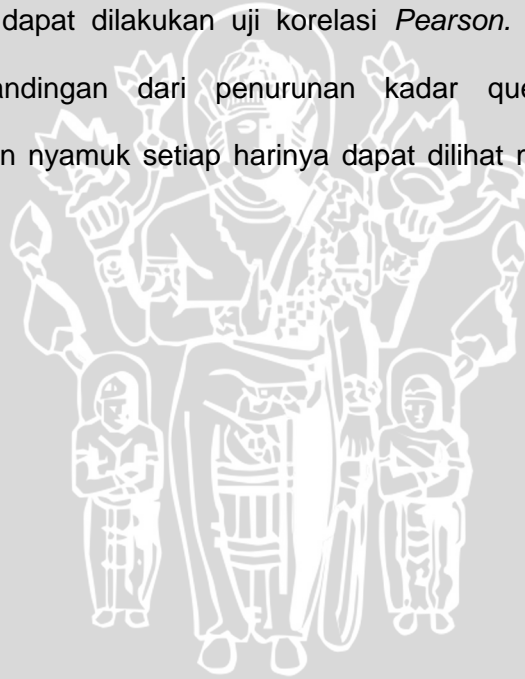 dapat dilakukan uji korelasi Pearson.
andingan dari penurunan kadar que
n nyamuk setiap harinya dapat dilihat